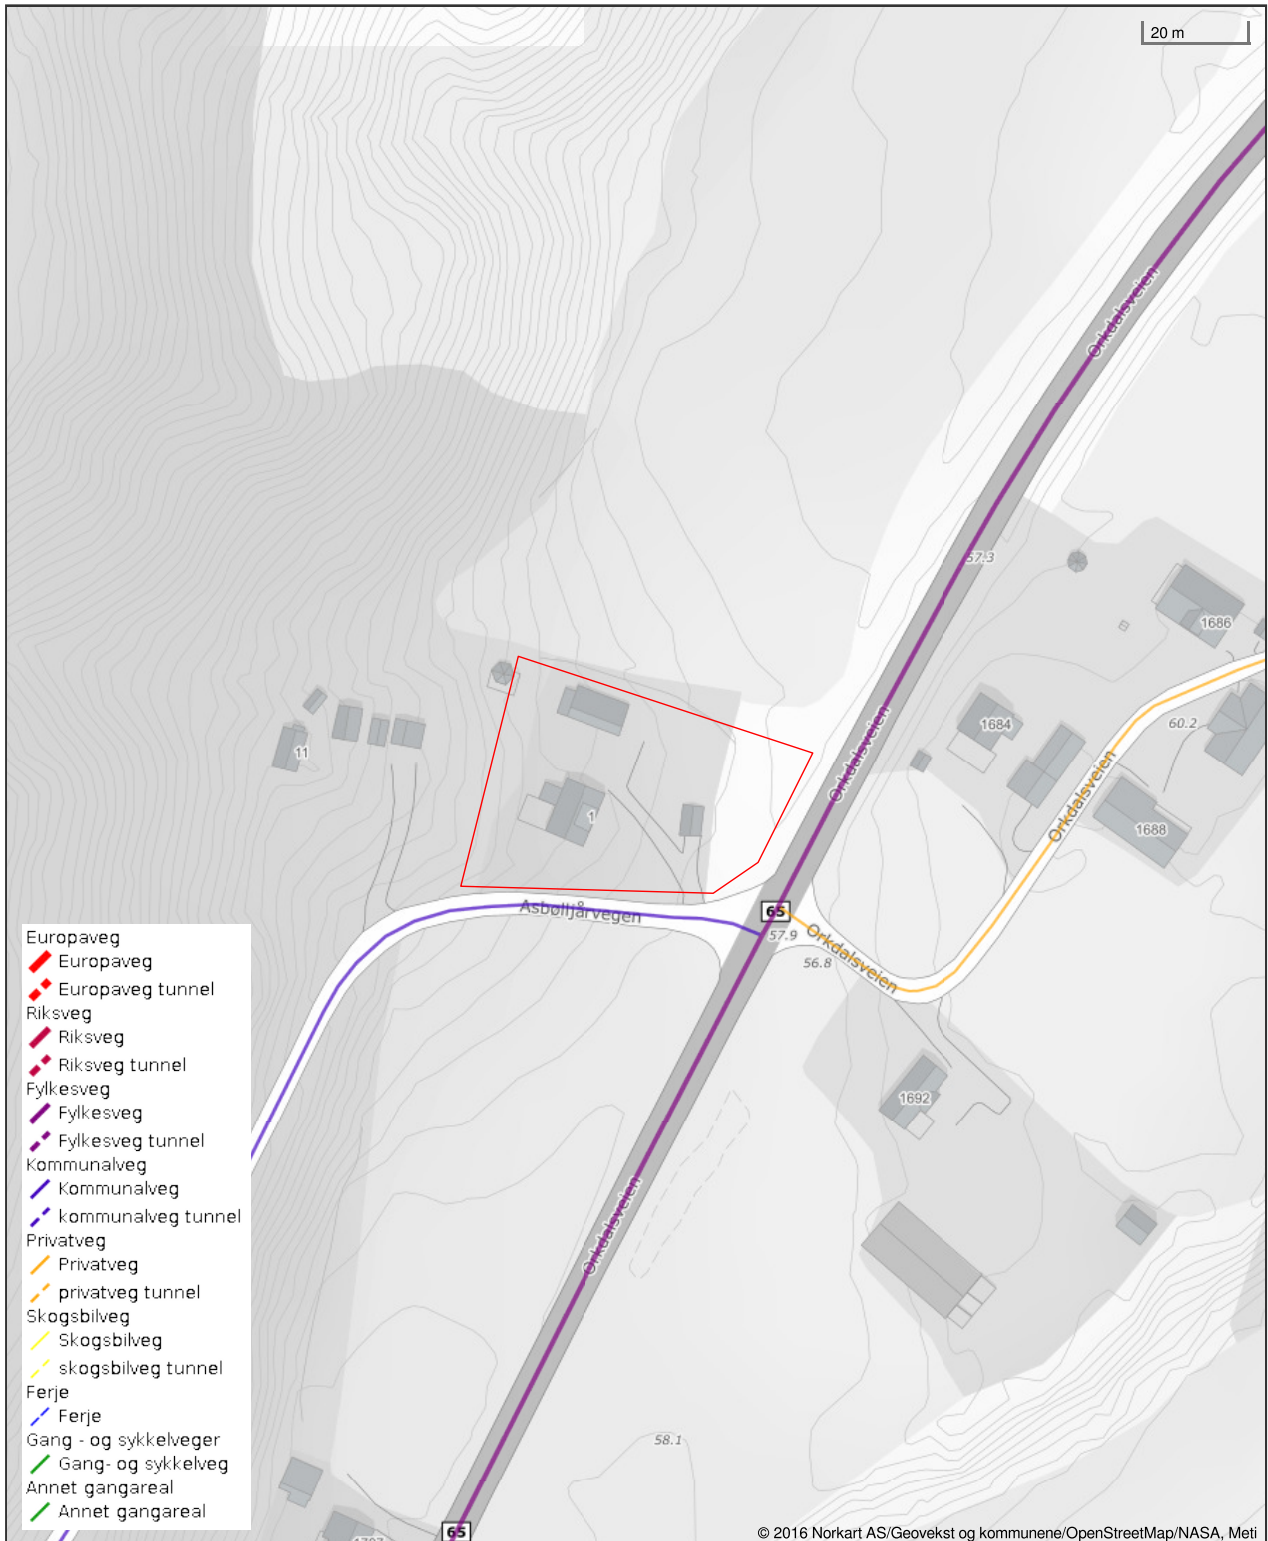 20 m
Orkdalsveien
57.3
1686
Orkdalsveien
1684
60.2
11
Orkdalsveien
1
1688
Asbølljårvegen
65
57.9
Orkdalsveien
56.8
1692
Orkdalsveien
58.1
65
Europaveg
Europaveg
Europaveg tunnel
Riksveg
Riksveg
Riksveg tunnel
Fylkesveg
Fylkesveg
Fylkesveg tunnel
Kommunalveg
Kommunalveg
kommunalveg tunnel
Privatveg
Privatveg
privatveg tunnel
Skogsbilveg
Skogsbilveg
skogsbilveg tunnel
Ferje
Ferje
Gang - og sykkelveger
Gang- og sykkelveg
Annet gangareal
Annet gangareal
© 2016 Norkart AS/Geovekst og kommunene/OpenStreetMap/NASA, Meti